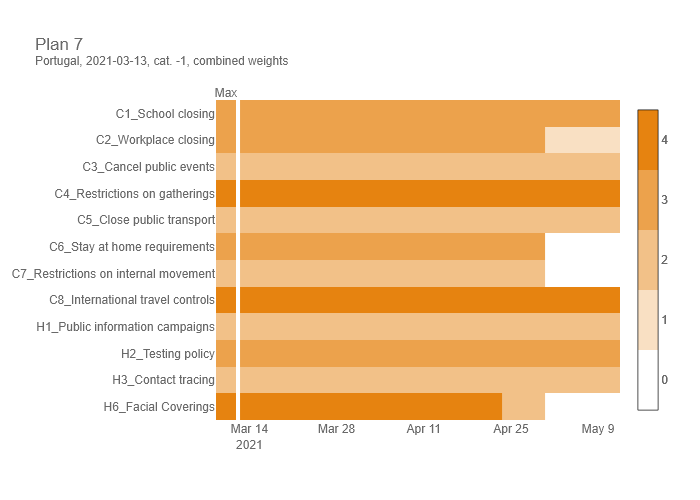 Plan 7
Portugal, 2021-03-13, cat. -1, combined weights
Max
C1_School closing
C2_Workplace closing
C3_Cancel public events
C4_Restrictions on gatherings
C5_Close public transport
C6_Stay at home requirements
C7_Restrictions on internal movement
C8_International travel controls
H1_Public information campaigns
H2_Testing policy
H3_Contact tracing
H6_Facial Coverings
Mar 14 Mar 28 Apr 11 Apr 25 May 9
2021
4
3
2
1
0